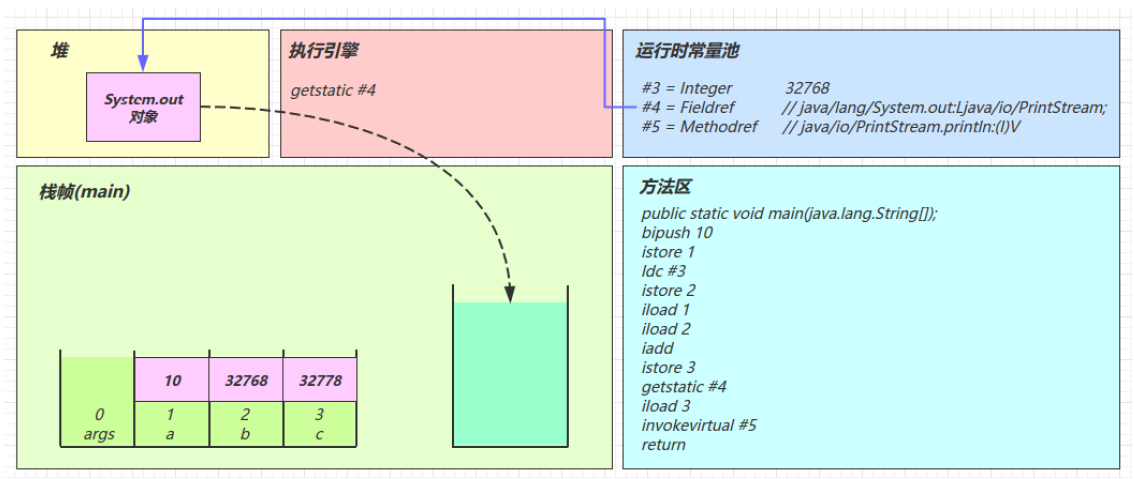 堆
System.out
对象
执行引擎
getstatic #4
运行时常量池
#3 = Integer 32768
#4 = Fieldref // java/lang/System.out:Ljava/io/PrintStream;
#5 = Methodref // java/io/PrintStream.println:(I)V
栈帧(main)
10 32768 32778
0 1 2 3
args a b c
方法区
public static void main(java.lang.String[]);
bipush 10
istore 1
ldc #3
istore 2
iload 1
iload 2
iadd
istore 3
getstatic #4
iload 3
invokevirtual #5
return